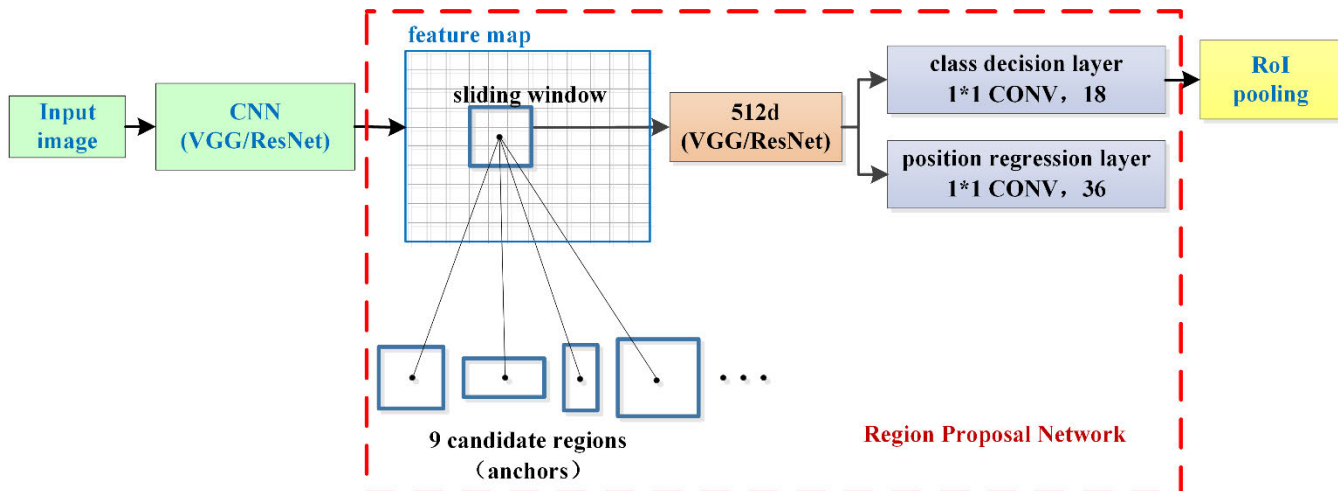 Input
image
CNN
(VGG/ResNet)
feature map
sliding window
512d
(VGG/ResNet)
class decision layer
1*1 CONV，18
position regression layer
1*1 CONV，36
RoI
pooling
9 candidate regions
（anchors）
Region Proposal Network